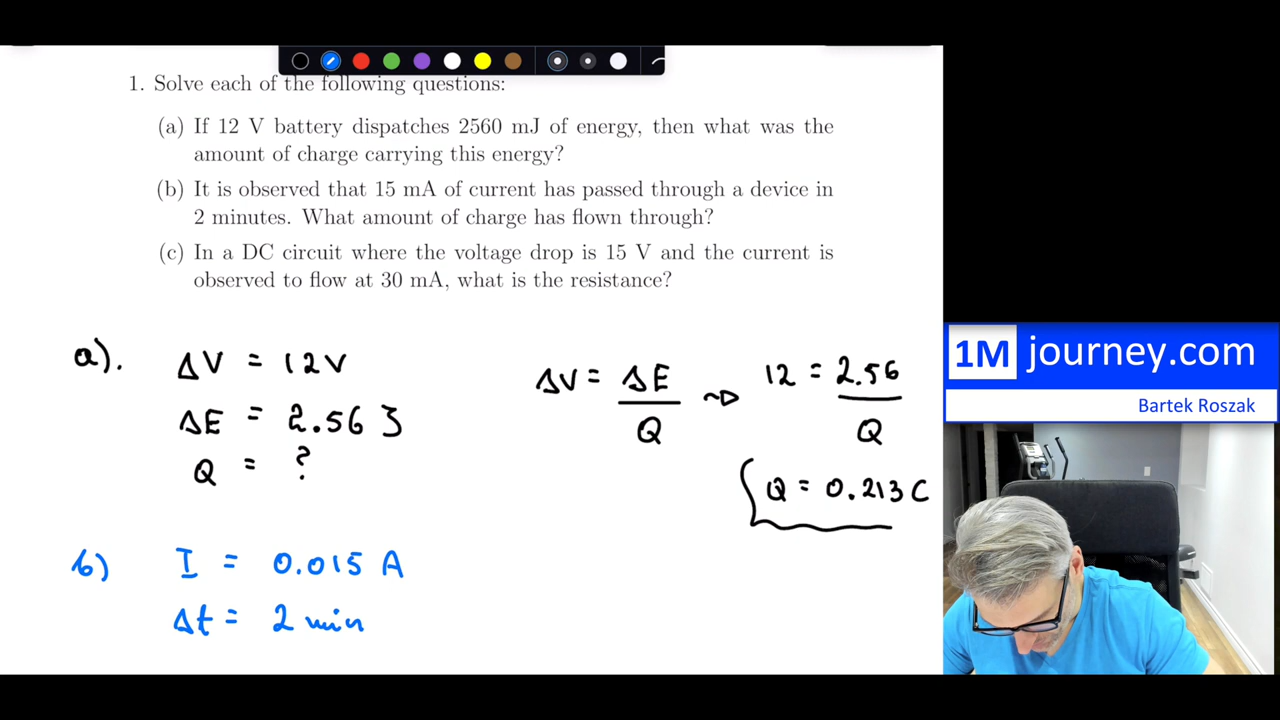 1. Solve each of the following questions:
(a) If 12 V battery dispatches 2560 mJ of energy, then what was the
amount of charge carrying this energy?
(b) It is observed that 15 mA of current has passed through a device in
2 minutes. What amount of charge has flown through?
(c) In a DC circuit where the voltage drop is 15 V and the current is
observed to flow at 30 mA, what is the resistance?
a). ΔV = 12V
ΔE = 2.56 J
Q = ?
ΔV = ΔE / Q ~> 12 = 2.56 / Q
Q = 0.213 C
b) I = 0.015 A
Δt = 2 min
1M journey.com
Bartek Roszak